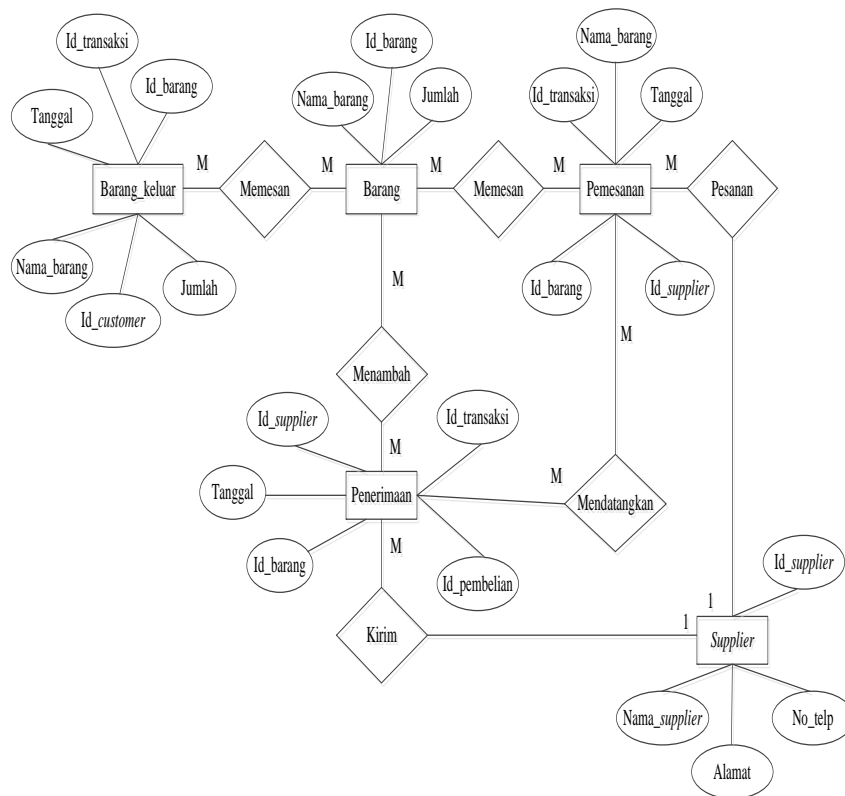 Nama_barang
Id_transaksi
Id_barang
Id_barang
Nama_barang
Jumlah
Id_transaksi
Tanggal
Tanggal
M
M
M
M
M
Barang_keluar
Memesan
Barang
Memesan
Pemesanan
Pesanan
Nama_barang
Jumlah
Id_customer
Id_barang
Id_supplier
M
M
Menambah
Id_supplier
Id_transaksi
M
M
Tanggal
Penerimaan
Mendatangkan
Id_barang
M
Id_pembelian
Id_supplier
1
1
Kirim
Supplier
Nama_supplier
No_telp
Alamat